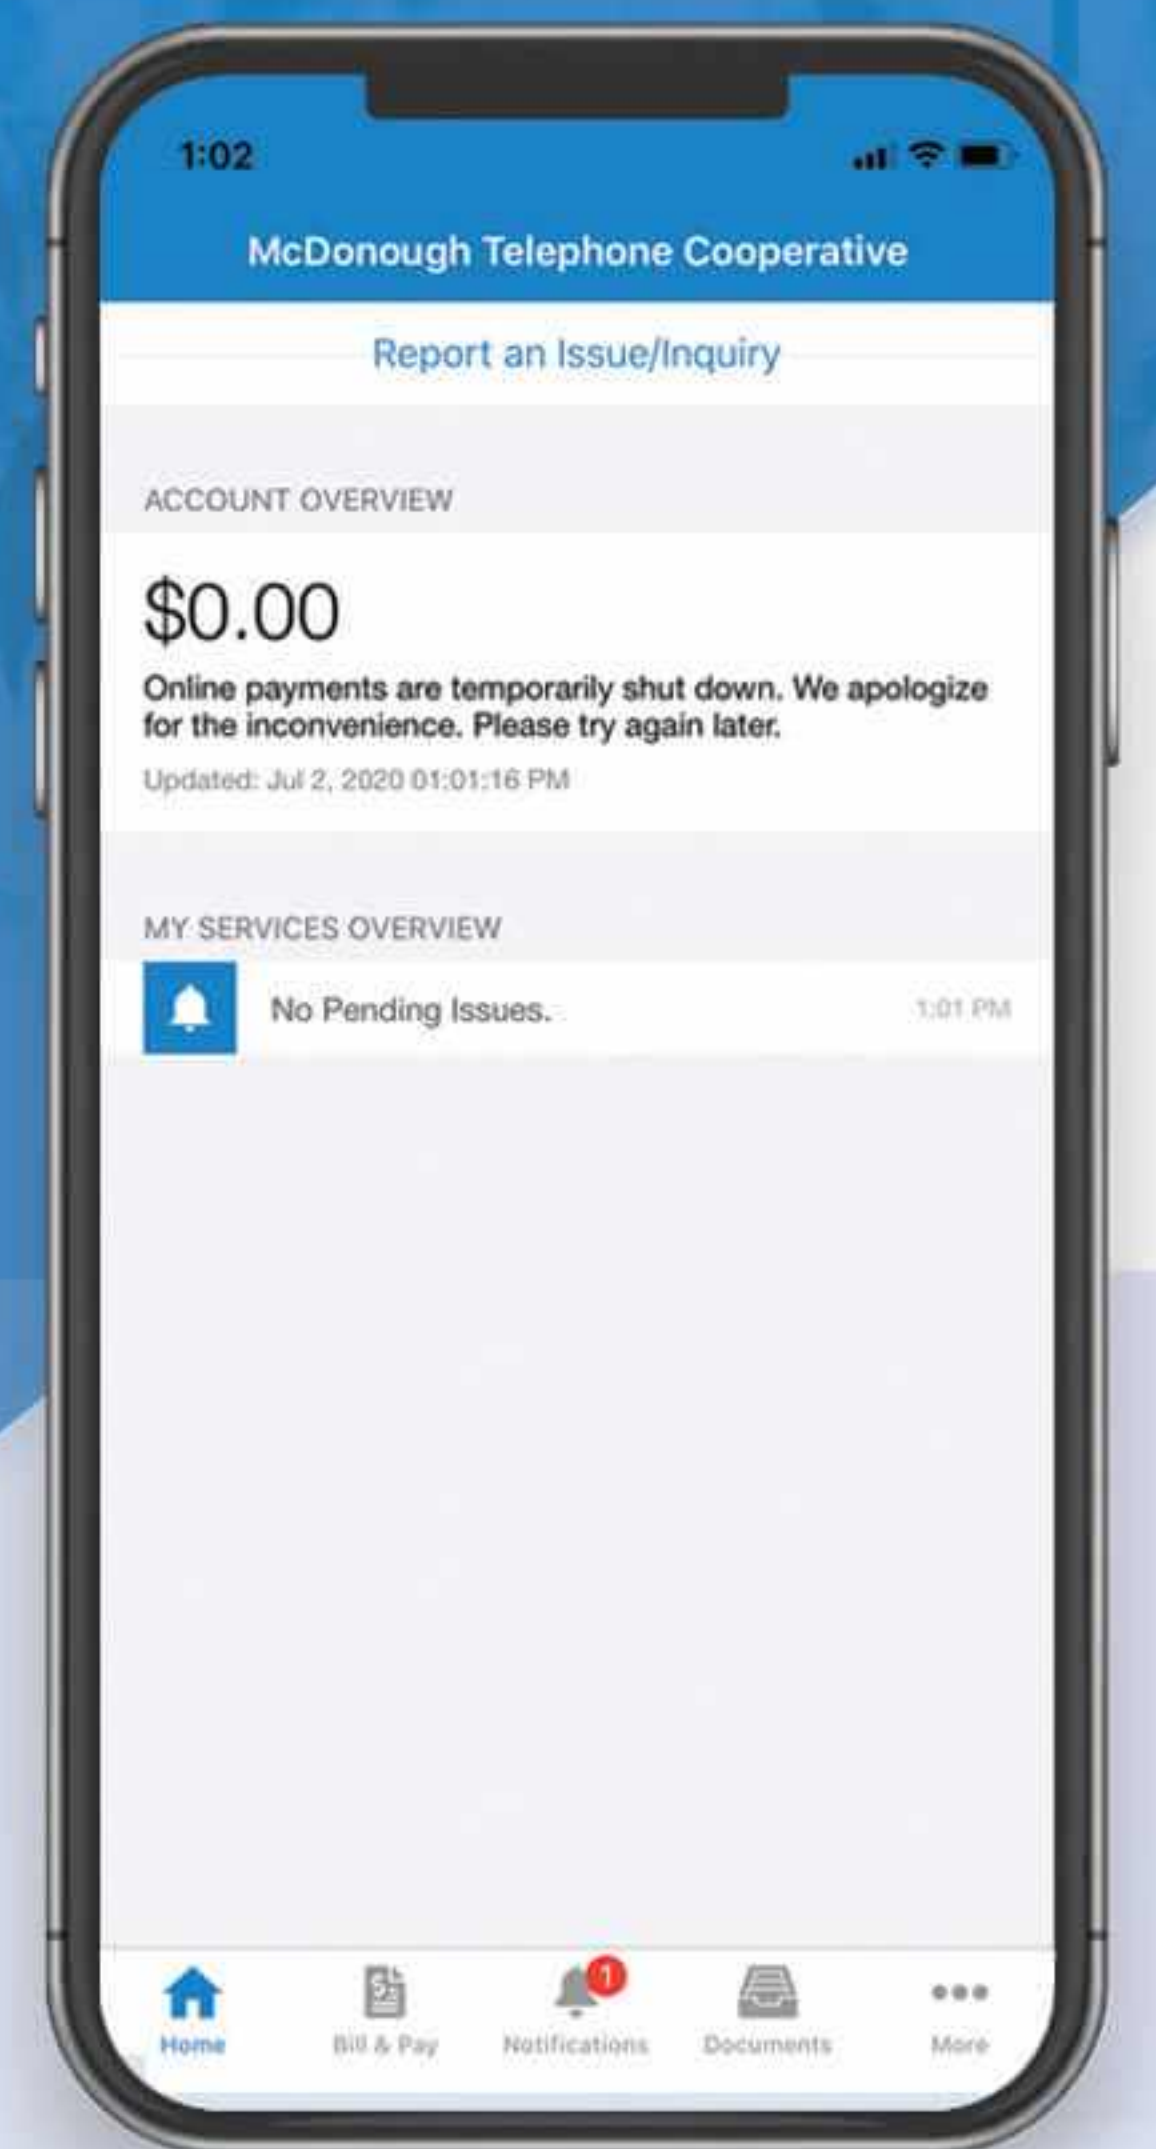 1:02
McDonough Telephone Cooperative
Report an Issue/Inquiry
ACCOUNT OVERVIEW
$0.00
Online payments are temporarily shut down. We apologize
for the inconvenience. Please try again later.
Updated: Jul 2, 2020 01:01:16 PM
MY SERVICES OVERVIEW
No Pending Issues. 1:01 PM
1
Home Bill & Pay Notifications Documents More